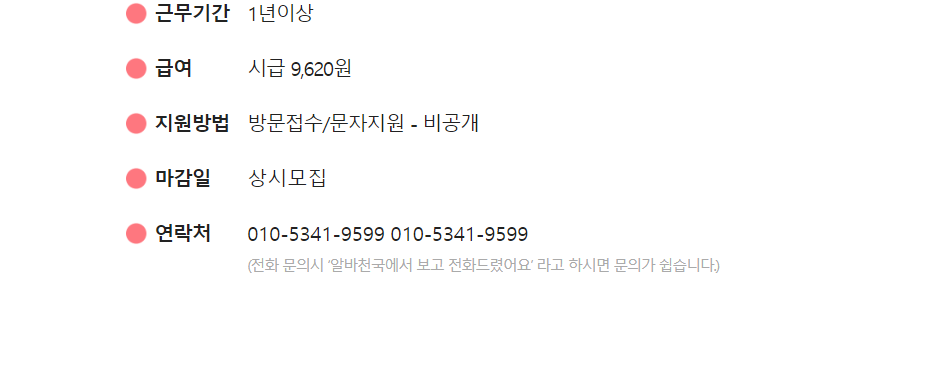 근무기간 1년이상
급여 시급 9,620원
지원방법 방문접수/문자지원 - 비공개
마감일 상시모집
연락처 010-5341-9599 010-5341-9599
(전화 문의시 '알바천국에서 보고 전화드렸어요' 라고 하시면 문의가 쉽습니다.)